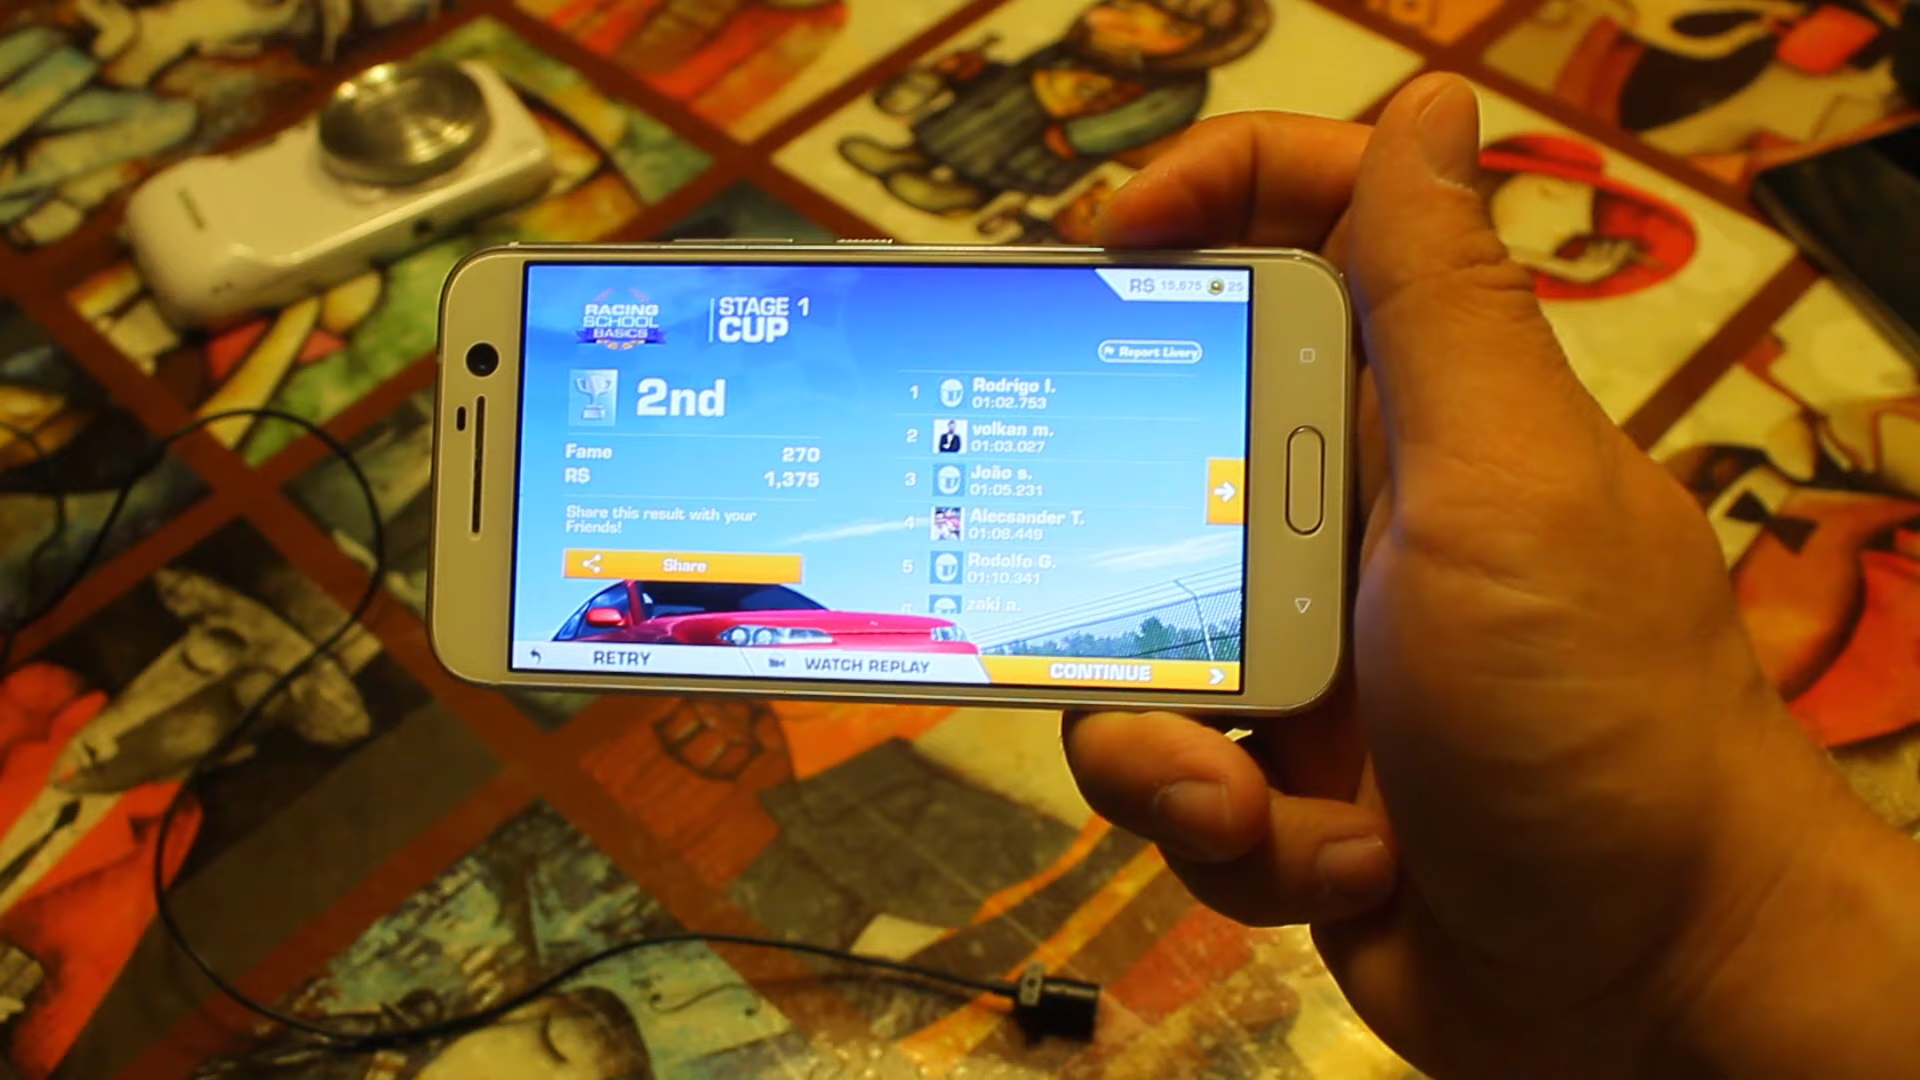 R$ 15,675 25
RACING
SCHOOL
BASICS
STAGE 1
CUP
Report Livery
2nd
Fame 270
R$ 1,375
Share this result with your
Friends!
Share
1 Rodrigo I.
01:02.753
2 volkan m.
01:03.027
3 João s.
01:05.231
4 Alecsander T.
01:08.449
5 Rodolfo G.
01:10.341
zaki a.
RETRY
WATCH REPLAY
CONTINUE